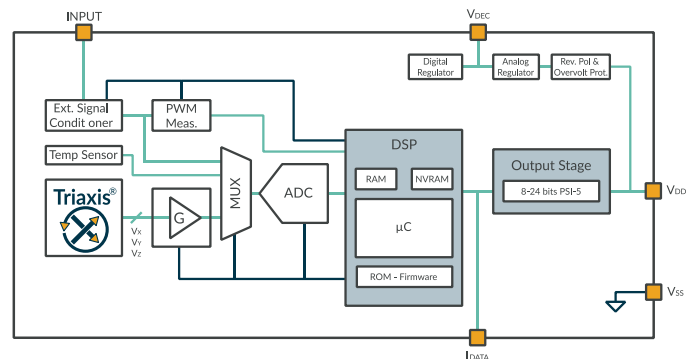 INPUT
VDEC
Digital
Regulator
Analog
Regulator
Rev. Pol &
Overvolt Prot.
Ext. Signal
Condit oner
PWM
Meas.
Temp Sensor
Triaxis®
VX
VY
VZ
G
MUX
ADC
DSP
RAM
NVRAM
µC
ROM - Firmware
Output Stage
8-24 bits PSI-5
VDD
VSS
IDATA